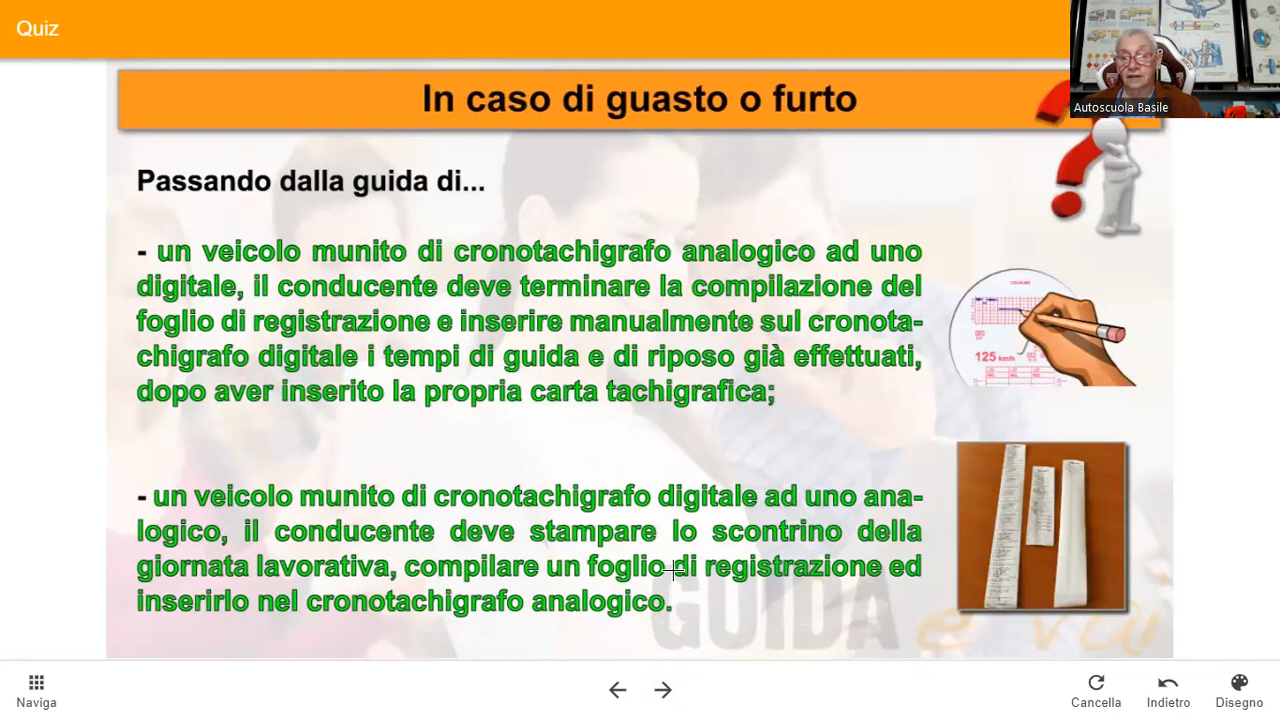 Quiz
Autoscuola Basile
In caso di guasto o furto
Passando dalla guida di...
- un veicolo munito di cronotachigrafo analogico ad uno
digitale, il conducente deve terminare la compilazione del
foglio di registrazione e inserire manualmente sul cronota-
chigrafo digitale i tempi di guida e di riposo già effettuati,
dopo aver inserito la propria carta tachigrafica;
125 km/h
- un veicolo munito di cronotachigrafo digitale ad uno ana-
logico, il conducente deve stampare lo scontrino della
giornata lavorativa, compilare un foglio di registrazione ed
inserirlo nel cronotachigrafo analogico.
GUIDA e vai
Naviga
Cancella
Indietro
Disegno